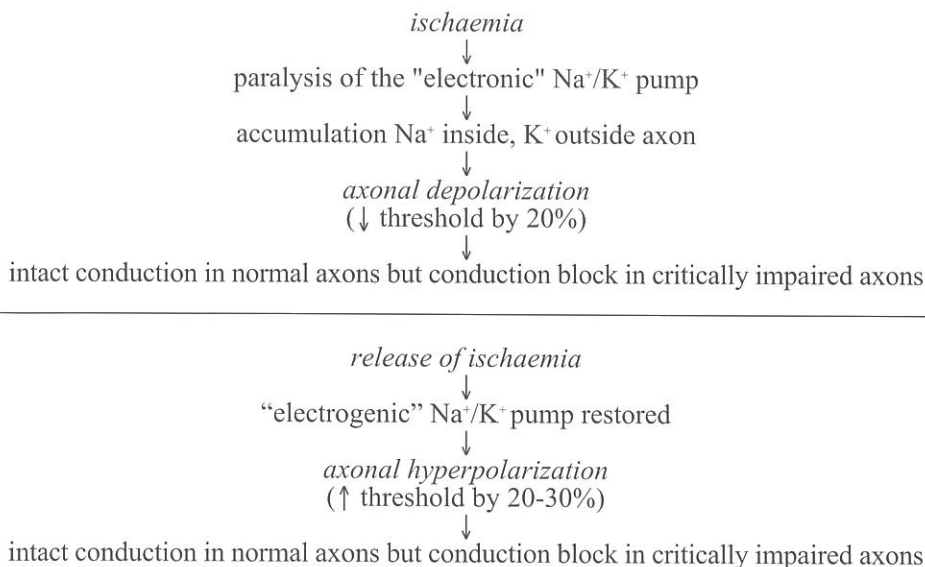 ischaemia
↓
paralysis of the "electronic" Na⁺/K⁺ pump
↓
accumulation Na⁺ inside, K⁺ outside axon
↓
axonal depolarization
(↓ threshold by 20%)
↓
intact conduction in normal axons but conduction block in critically impaired axons
release of ischaemia
↓
“electrogenic” Na⁺/K⁺ pump restored
↓
axonal hyperpolarization
(↑ threshold by 20-30%)
↓
intact conduction in normal axons but conduction block in critically impaired axons